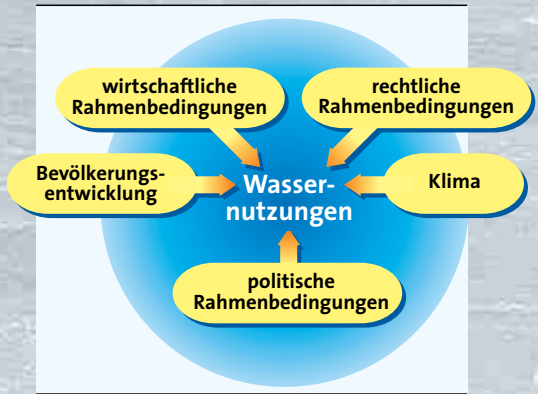 wirtschaftliche
Rahmenbedingungen
rechtliche
Rahmenbedingungen
Bevölkerungs-
entwicklung
Wasser-
nutzungen
Klima
politische
Rahmenbedingungen